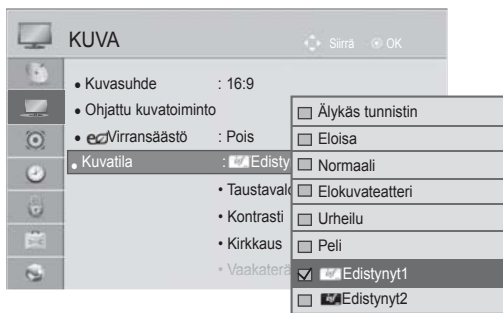 KUVA
Siirrä OK
• Kuvasuhde : 16:9
• Ohjattu kuvatoiminto
• Virransäästö : Pois
• Kuvatila : Edisty
• Taustavalo
• Kontrasti
• Kirkkaus
• Vaakaterä
Älykäs tunnistin
Eloisa
Normaali
Elokuvateatteri
Urheilu
Peli
Edistynyt1
Edistynyt2